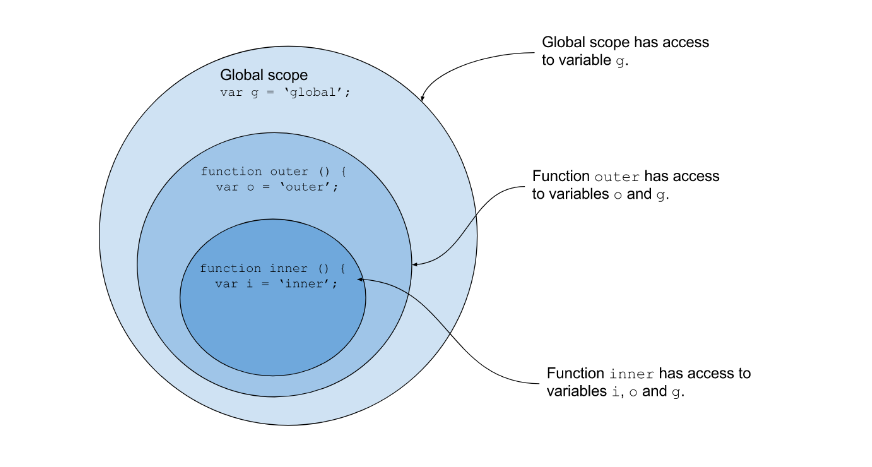 Global scope
var g = ‘global’;
function outer () {
var o = ‘outer’;
function inner () {
var i = ‘inner’;
Global scope has access
to variable g.
Function outer has access
to variables o and g.
Function inner has access to
variables i, o and g.